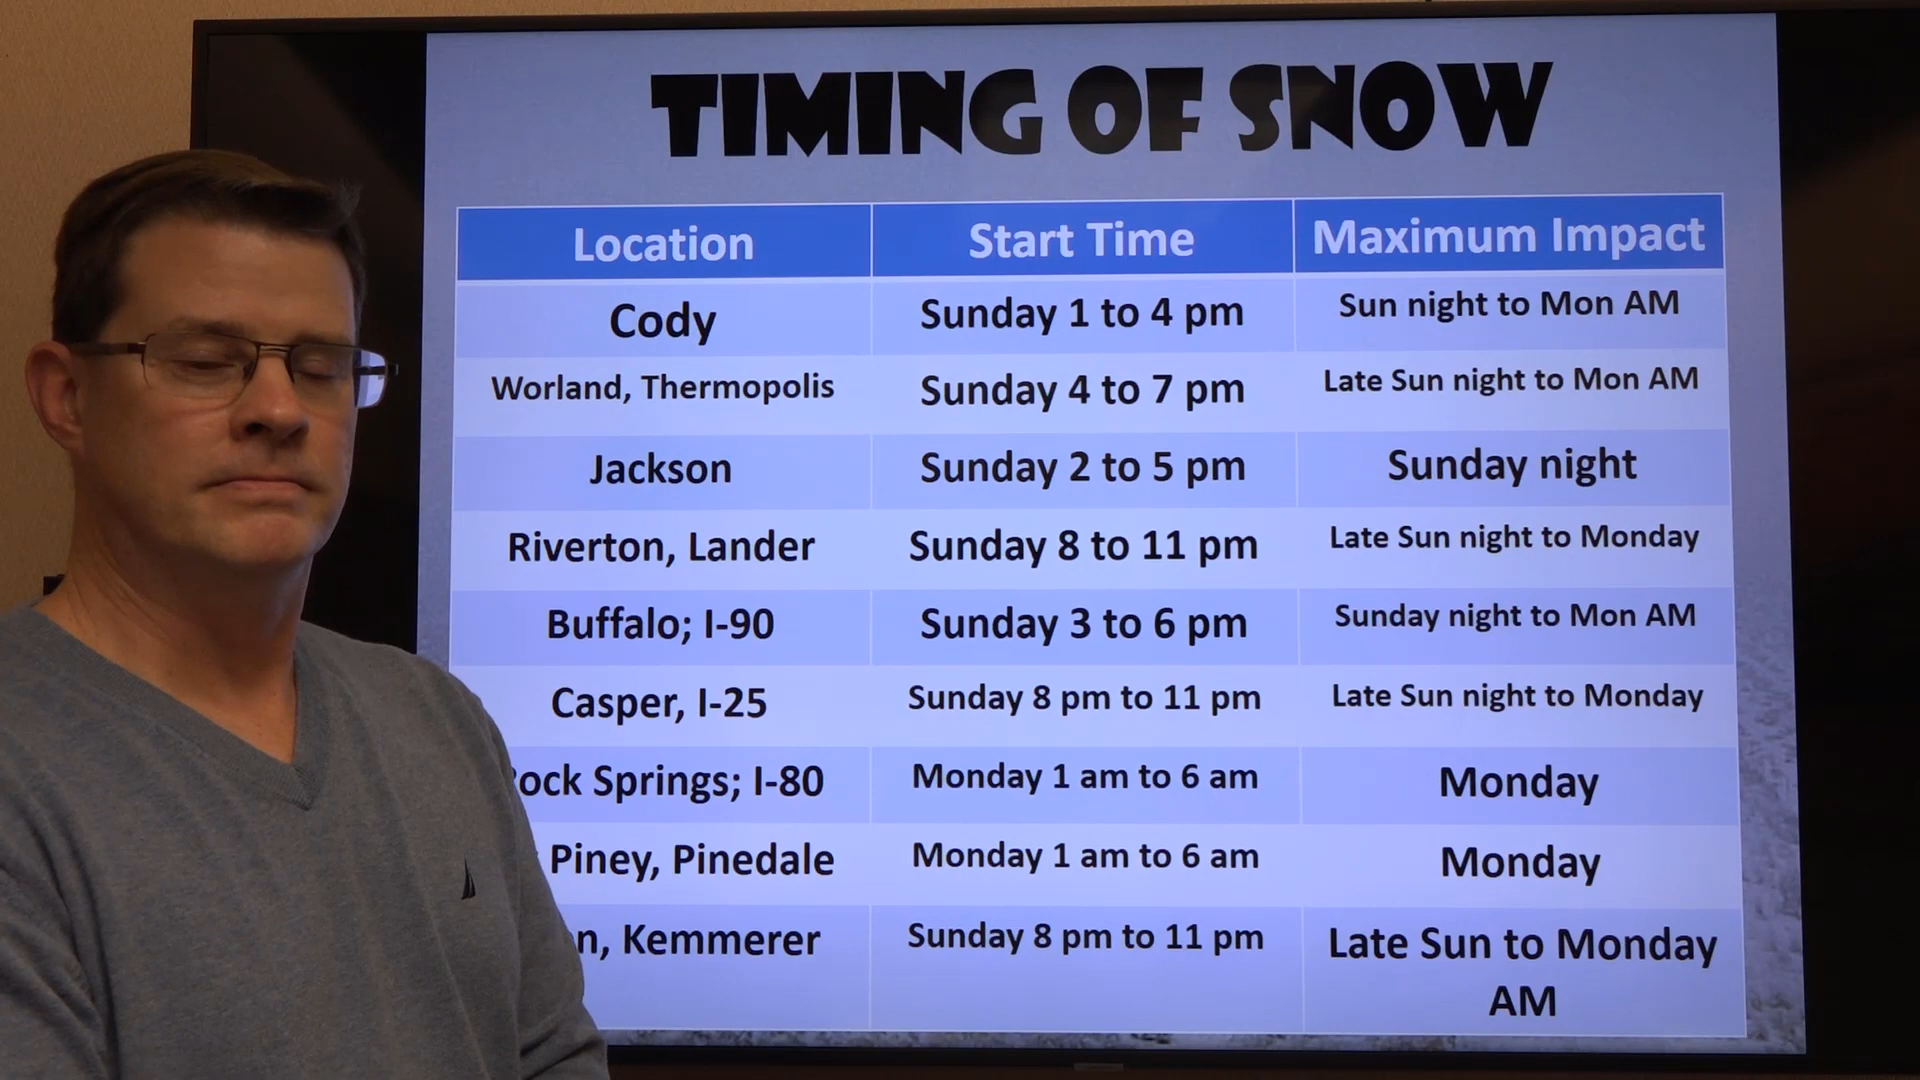 TIMING OF SNOW
Location Start Time Maximum Impact
Cody Sunday 1 to 4 pm Sun night to Mon AM
Worland, Thermopolis Sunday 4 to 7 pm Late Sun night to Mon AM
Jackson Sunday 2 to 5 pm Sunday night
Riverton, Lander Sunday 8 to 11 pm Late Sun night to Monday
Buffalo; I-90 Sunday 3 to 6 pm Sunday night to Mon AM
Casper, I-25 Sunday 8 pm to 11 pm Late Sun night to Monday
Springs; I-80 Monday 1 am to 6 am Monday
Piney, Pinedale Monday 1 am to 6 am Monday
Kemmerer Sunday 8 pm to 11 pm Late Sun to Monday
AM